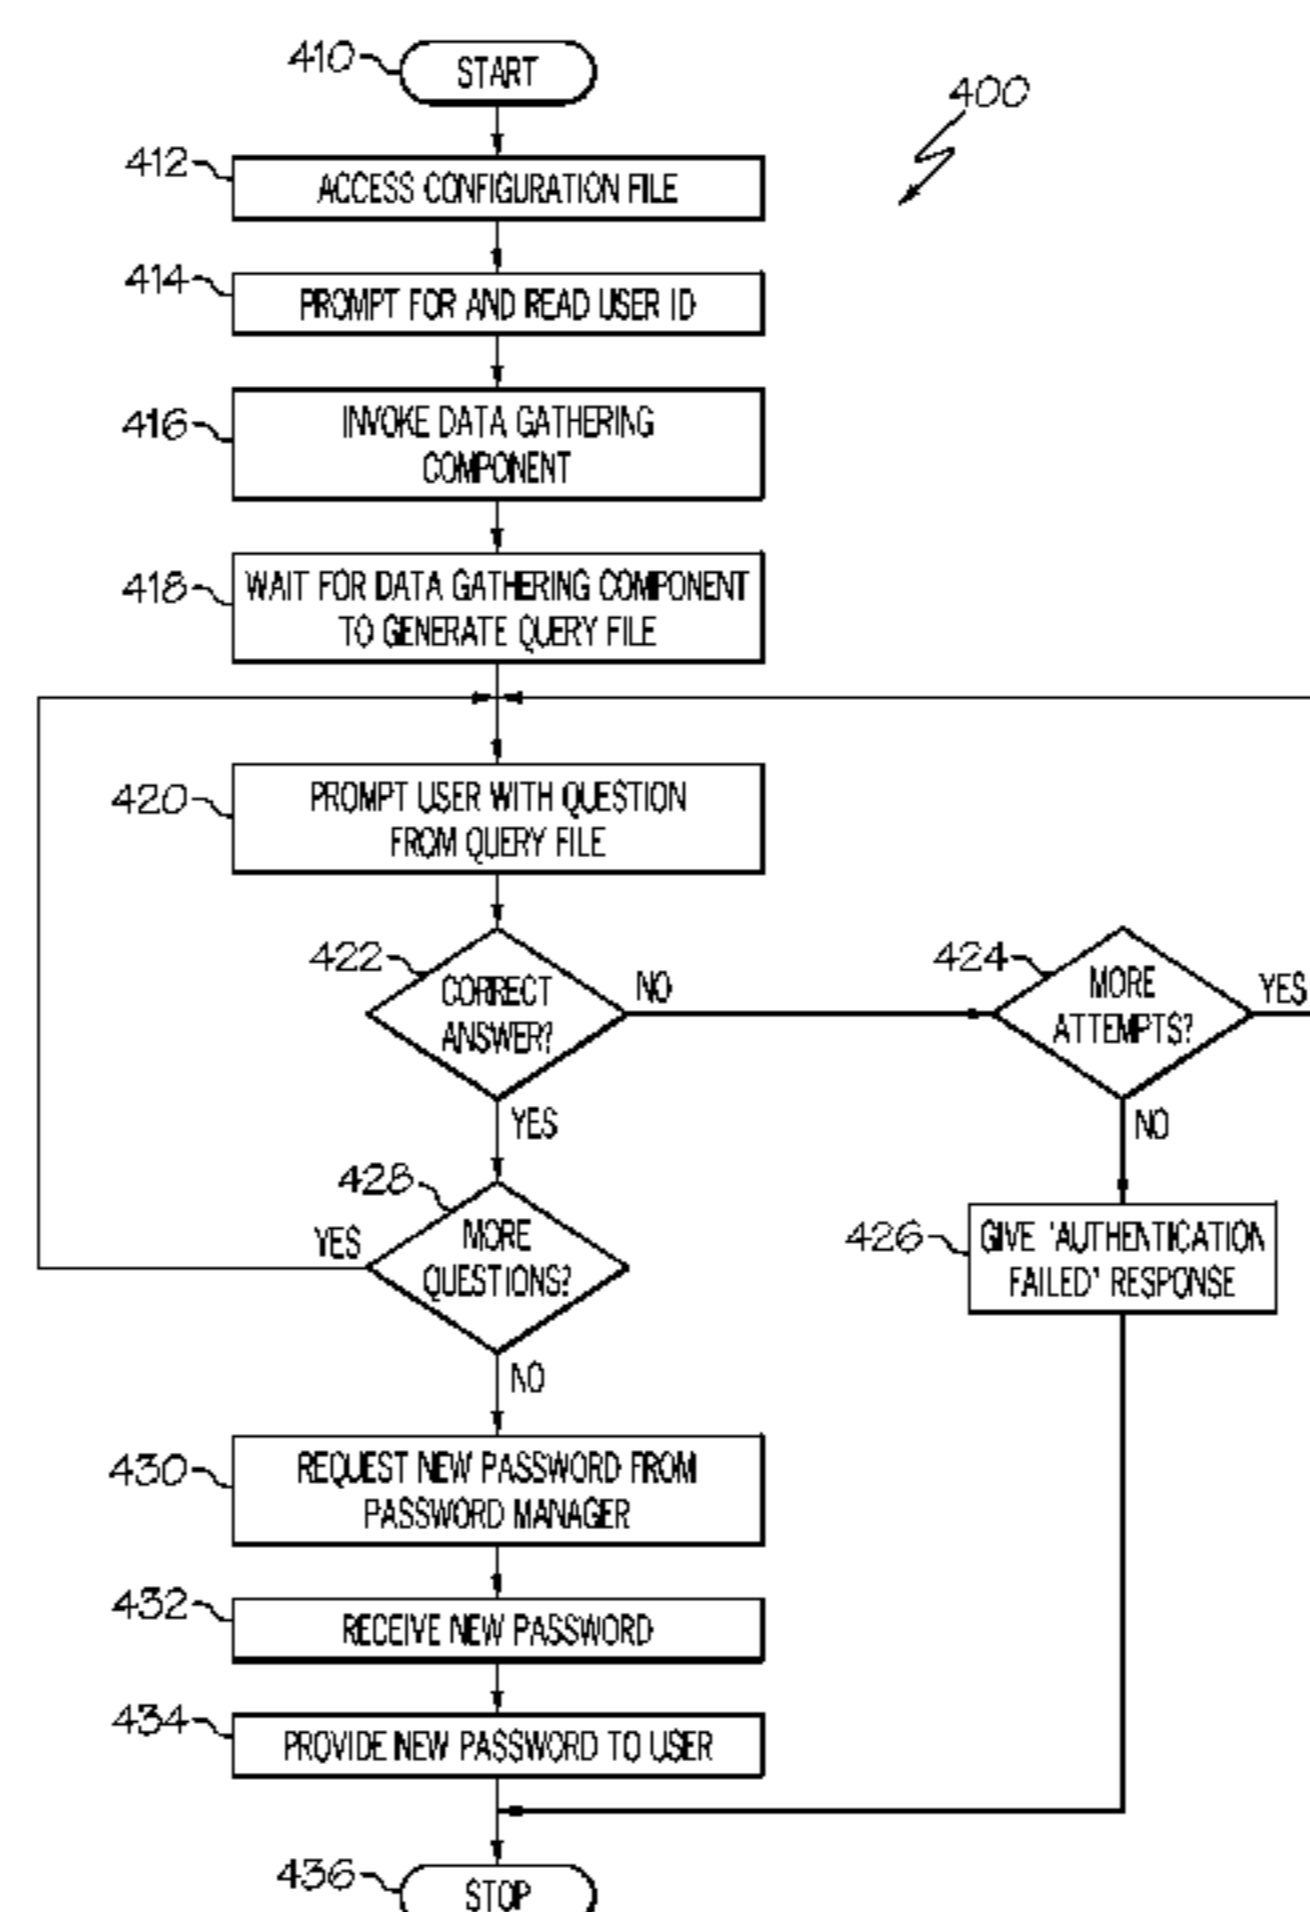 410
START
400
412
ACCESS CONFIGURATION FILE
414
PROMPT FOR AND READ USER ID
416
INVOKE DATA GATHERING
COMPONENT
418
WAIT FOR DATA GATHERING COMPONENT
TO GENERATE QUERY FILE
420
PROMPT USER WITH QUESTION
FROM QUERY FILE
422
CORRECT
ANSWER?
NO
424
MORE
ATTEMPTS?
YES
YES
NO
428
MORE
QUESTIONS?
YES
426
GIVE 'AUTHENTICATION
FAILED' RESPONSE
NO
430
REQUEST NEW PASSWORD FROM
PASSWORD MANAGER
432
RECEIVE NEW PASSWORD
434
PROVIDE NEW PASSWORD TO USER
436
STOP